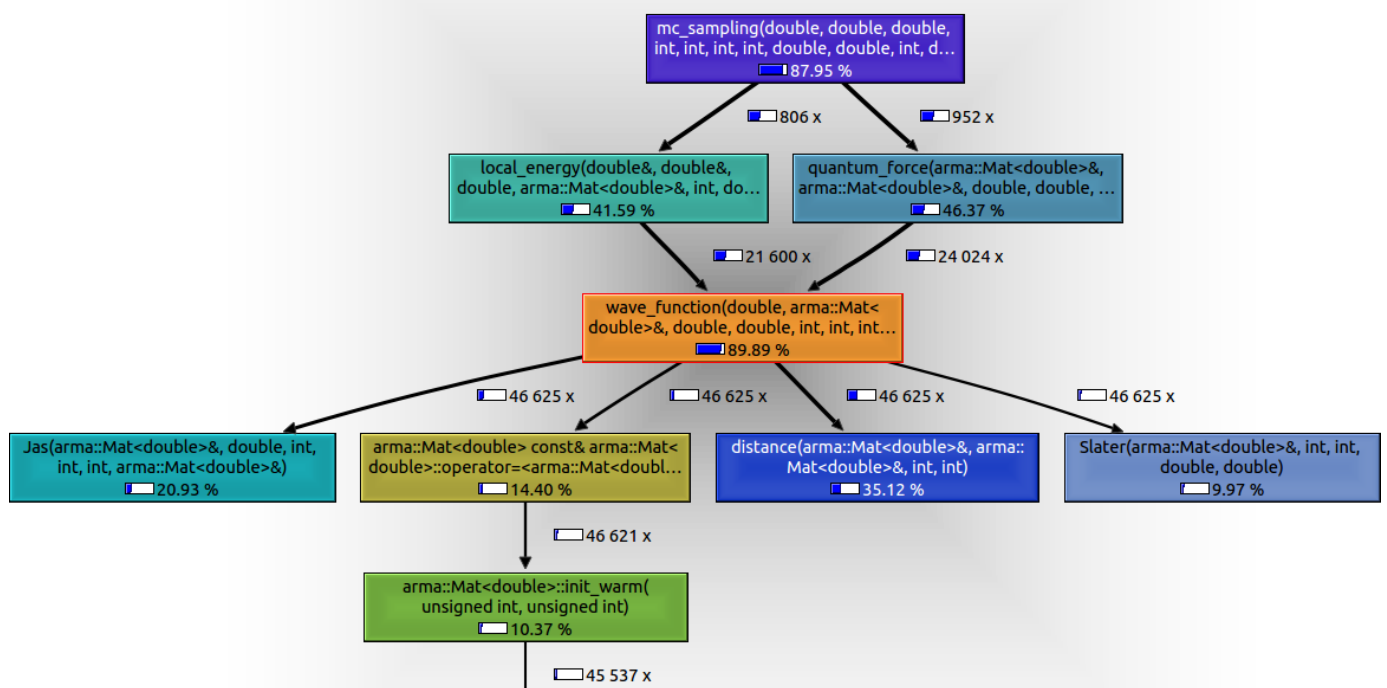 mc_sampling(double, double, double,
int, int, int, int, double, double, int, d...
87.95 %
806 x
952 x
local_energy(double&, double&,
double, arma::Mat<double>&, int, do...
41.59 %
quantum_force(arma::Mat<double>&,
arma::Mat<double>&, double, double, ...
46.37 %
21 600 x
24 024 x
wave_function(double, arma::Mat<
double>&, double, double, int, int, int...
89.89 %
46 625 x
46 625 x
46 625 x
46 625 x
Jas(arma::Mat<double>&, double, int,
int, int, arma::Mat<double>&)
20.93 %
arma::Mat<double> const& arma::Mat<
double>::operator=<arma::Mat<doubl...
14.40 %
distance(arma::Mat<double>&, arma::
Mat<double>&, int, int)
35.12 %
Slater(arma::Mat<double>&, int, int,
double, double)
9.97 %
46 621 x
arma::Mat<double>::init_warm(
unsigned int, unsigned int)
10.37 %
45 537 x